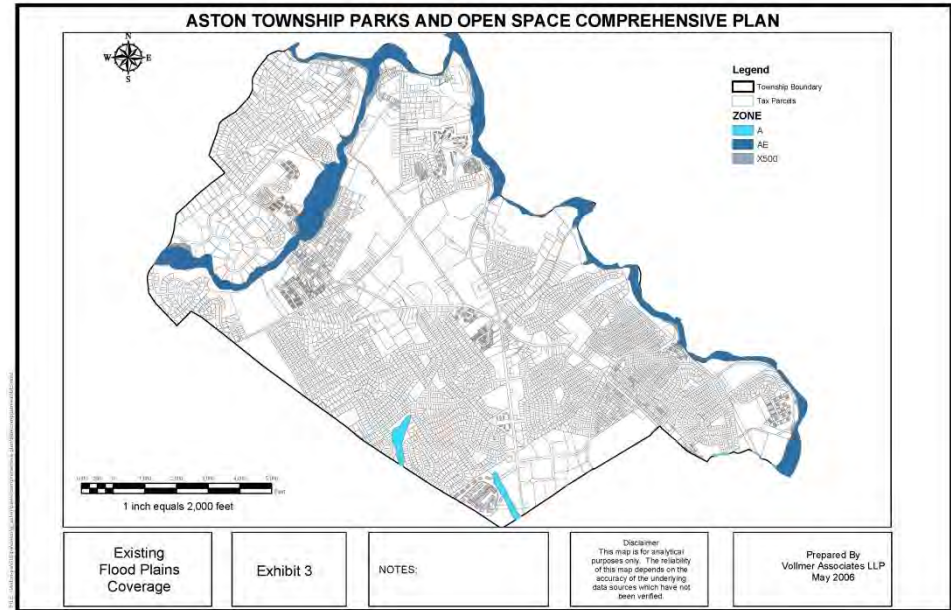 ASTON TOWNSHIP PARKS AND OPEN SPACE COMPREHENSIVE PLAN
N
W E
S
Legend
Township Boundary
Tax Parcels
ZONE
A
AE
X500
Feet
1 inch equals 2,000 feet
Existing
Flood Plains
Coverage
Exhibit 3
NOTES:
Disclaimer
This map is for analytical
purposes only. The reliability
of this map depends on the
accuracy of the underlying
data sources which have not
been verified.
Prepared By
Vollmer Associates LLP
May 2006